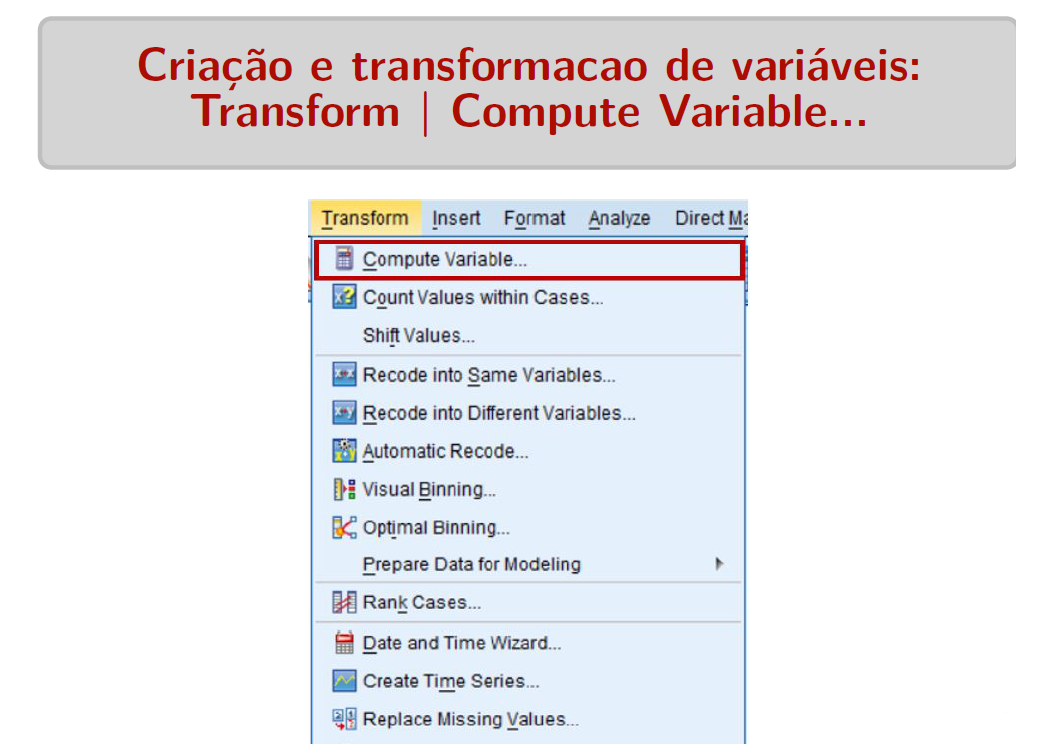 Criação e transformacao de variáveis:
Transform | Compute Variable...
Transform Insert Format Analyze Direct Ma
Compute Variable...
Count Values within Cases...
Shift Values...
Recode into Same Variables...
Recode into Different Variables...
Automatic Recode...
Visual Binning...
Optimal Binning...
Prepare Data for Modeling
Rank Cases...
Date and Time Wizard...
Create Time Series...
Replace Missing Values...